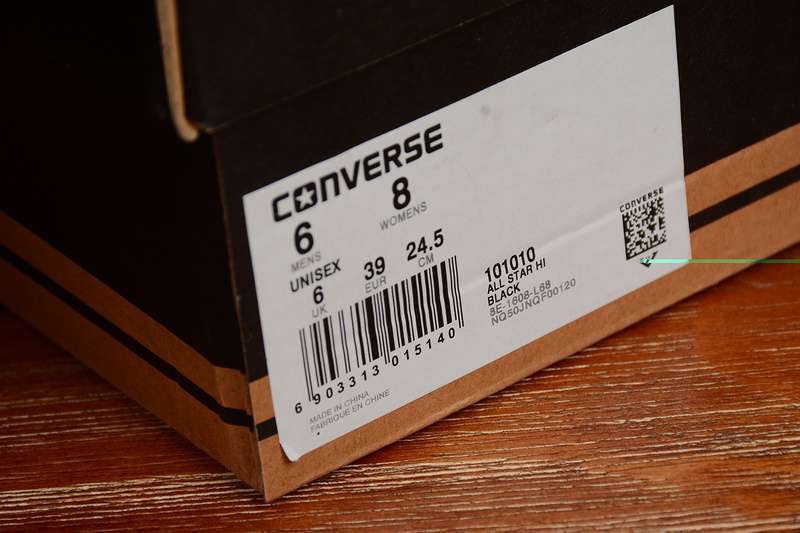 CONVERSE
6 8
MENS WOMENS
UNISEX
6 39 24.5
UK EUR CM
6 903313 015140
MADE IN CHINA
FABRIQUE EN CHINE
101010
ALL STAR HI
BLACK
BE-1608-L68
NQ50JNQF00120
CONVERSE